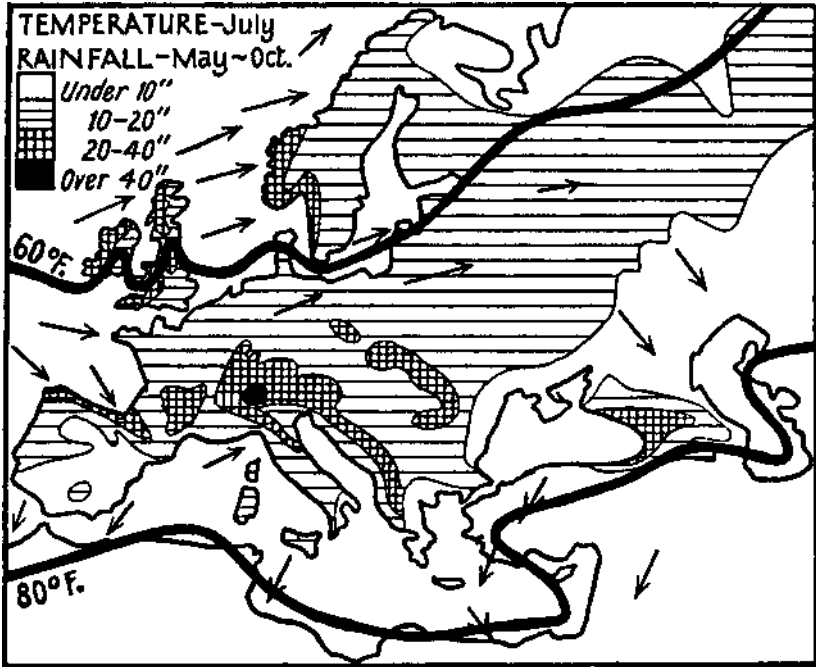 TEMPERATURE-July
RAINFALL-May~Oct.
Under 10"
10-20"
20-40"
Over 40"
60°F.
80°F.